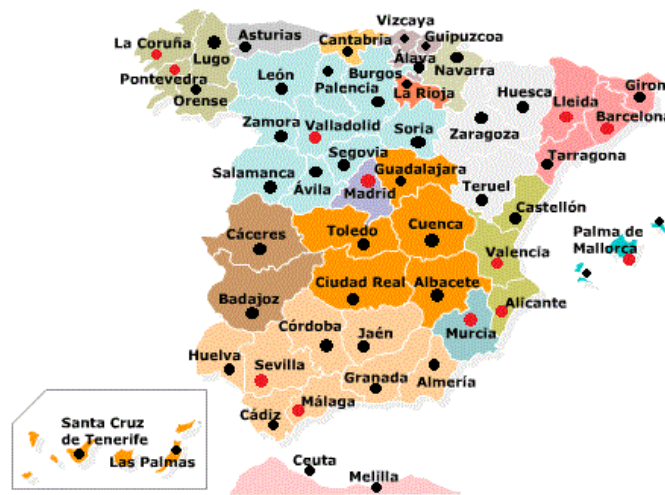 Vizcaya
La Coruña
Asturias
Cantabria
Guipuzcoa
Lugo
Álava
Pontevedra
Navarra
León
Burgos
Palencia
La Rioja
Huesca
Giron
Orense
Lleida
Barcelona
Zamora
Valladolid
Soria
Zaragoza
Segovia
Tarragona
Salamanca
Guadalajara
Ávila
Madrid
Teruel
Castellón
Palma de
Mallorca
Cáceres
Toledo
Cuenca
Valencia
Ciudad Real
Albacete
Badajoz
Alicante
Córdoba
Jaén
Murcia
Huelva
Sevilla
Granada
Almería
Málaga
Cádiz
Santa Cruz
de Tenerife
Las Palmas
Ceuta
Melilla